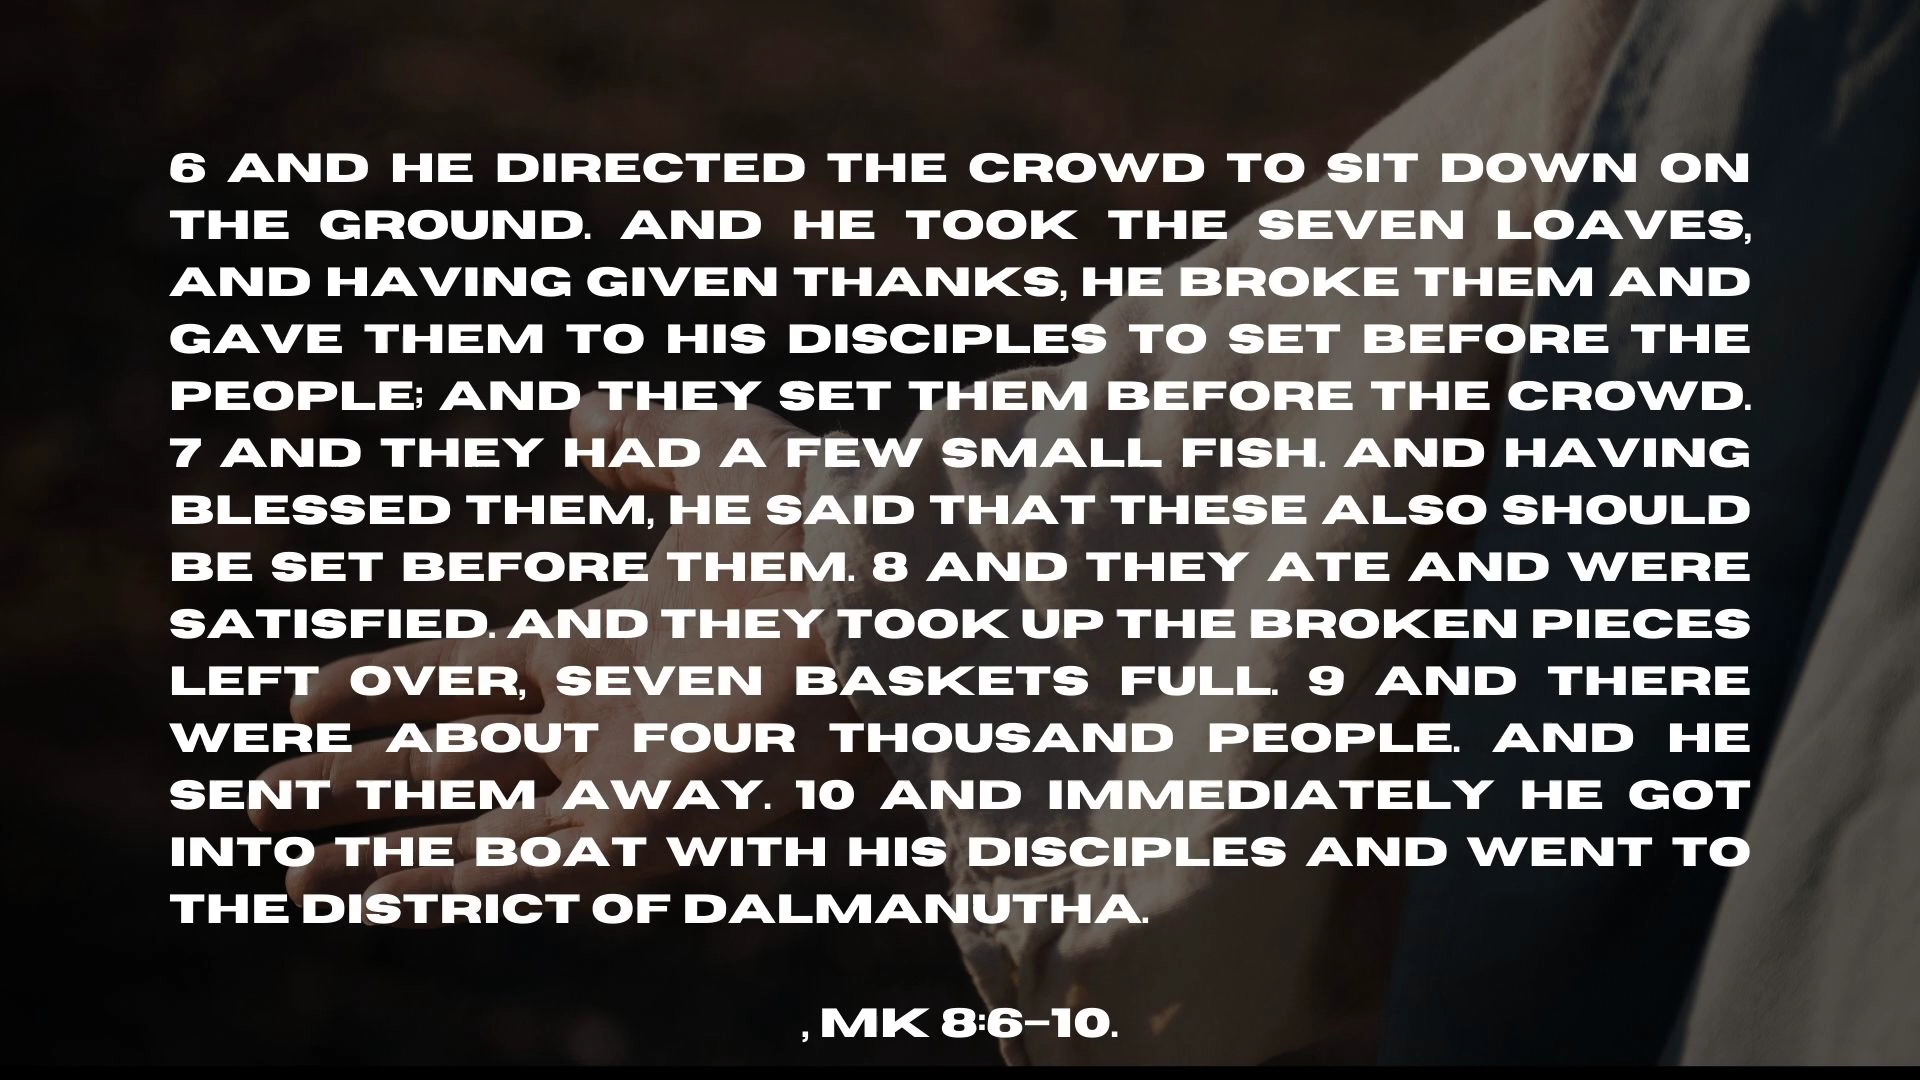 6 AND HE DIRECTED THE CROWD TO SIT DOWN ON
THE GROUND. AND HE TOOK THE SEVEN LOAVES,
AND HAVING GIVEN THANKS, HE BROKE THEM AND
GAVE THEM TO HIS DISCIPLES TO SET BEFORE THE
PEOPLE; AND THEY SET THEM BEFORE THE CROWD.
7 AND THEY HAD A FEW SMALL FISH. AND HAVING
BLESSED THEM, HE SAID THAT THESE ALSO SHOULD
BE SET BEFORE THEM. 8 AND THEY ATE AND WERE
SATISFIED. AND THEY TOOK UP THE BROKEN PIECES
LEFT OVER, SEVEN BASKETS FULL. 9 AND THERE
WERE ABOUT FOUR THOUSAND PEOPLE. AND HE
SENT THEM AWAY. 10 AND IMMEDIATELY HE GOT
INTO THE BOAT WITH HIS DISCIPLES AND WENT TO
THE DISTRICT OF DALMANUTHA.
, MK 8:6–10.